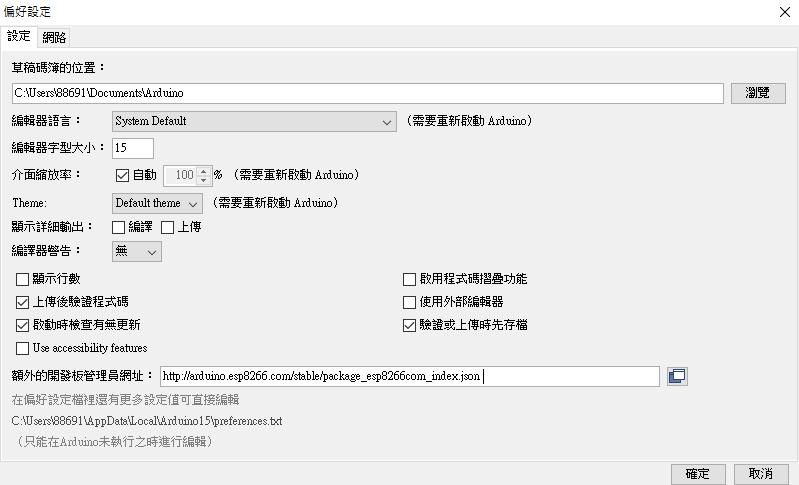 偏好設定
設定 網路
草稿碼簿的位置：
C:\Users\88691\Documents\Arduino 瀏覽
編輯器語言： System Default （需要重新啟動 Arduino）
編輯器字型大小： 15
介面縮放率： 自動 100 % （需要重新啟動 Arduino）
Theme: Default theme （需要重新啟動 Arduino）
顯示詳細輸出： 編譯 上傳
編譯器警告： 無
顯示行數 啟用程式碼摺疊功能
上傳後驗證程式碼 使用外部編輯器
啟動時檢查有無更新 驗證或上傳時先存檔
Use accessibility features
額外的開發板管理員網址： http://arduino.esp8266.com/stable/package_esp8266com_index.json
在偏好設定檔裡還有更多設定值可直接編輯
C:\Users\88691\AppData\Local\Arduino15\preferences.txt
（只能在Arduino未執行之時進行編輯）
確定 取消